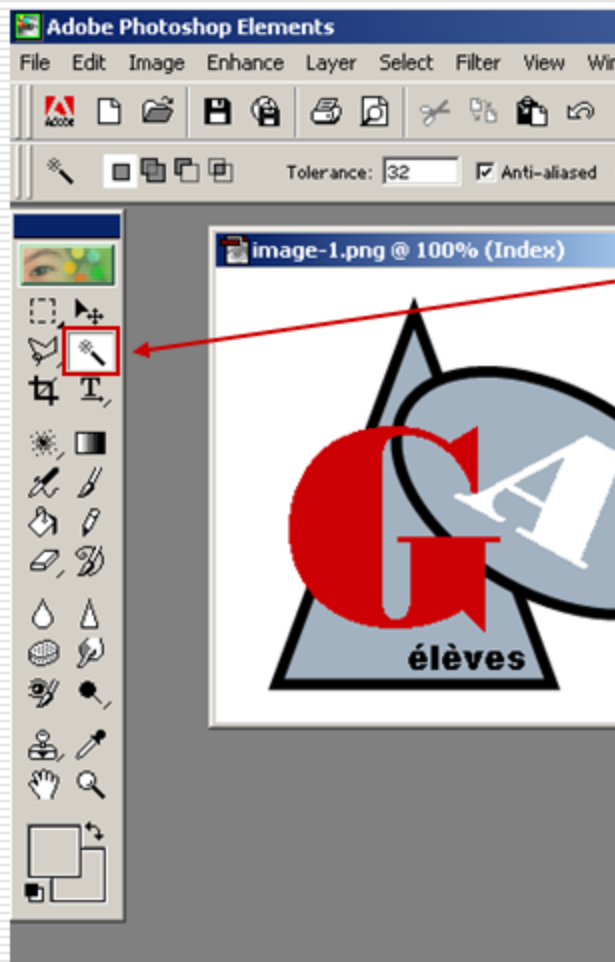 Adobe Photoshop Elements
File Edit Image Enhance Layer Select Filter View
Adobe
Tolerance: 32 Anti-aliased
image-1.png @ 100% (Index)
T
G
A
élèves